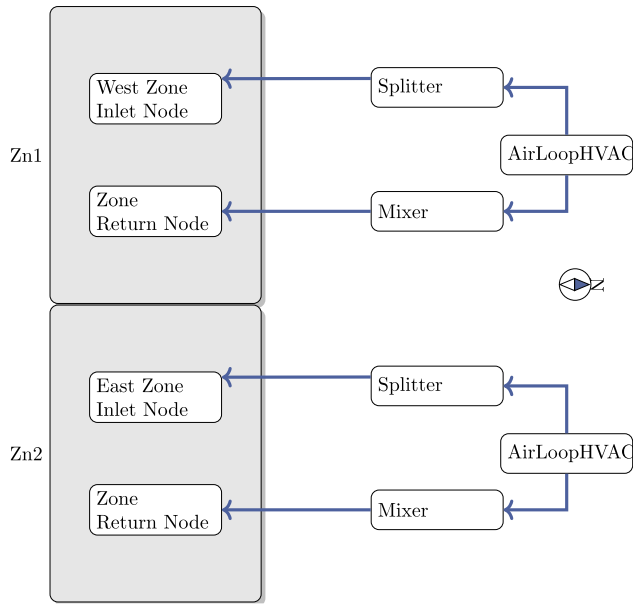 Zn1
West Zone
Inlet Node
Splitter
AirLoopHVAC
Zone
Return Node
Mixer
N
Zn2
East Zone
Inlet Node
Splitter
AirLoopHVAC
Zone
Return Node
Mixer